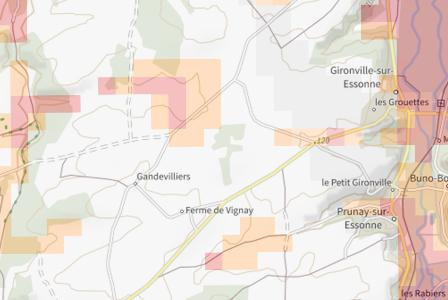 Gironville-sur-
Essonne
les Grouettes
120
Gandevilliers
le Petit Gironville
Buno-Bo
Ferme de Vignay
Prunay-sur-
Essonne
les Rabiers